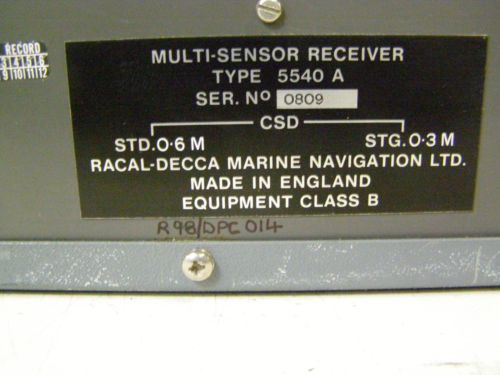 RECORD
3 4 5 6
9 10 11 12
MULTI-SENSOR RECEIVER
TYPE 5540 A
SER. No 0809
CSD
STD.0·6 M STG.0·3 M
RACAL-DECCA MARINE NAVIGATION LTD.
MADE IN ENGLAND
EQUIPMENT CLASS B
R98/DPC 014